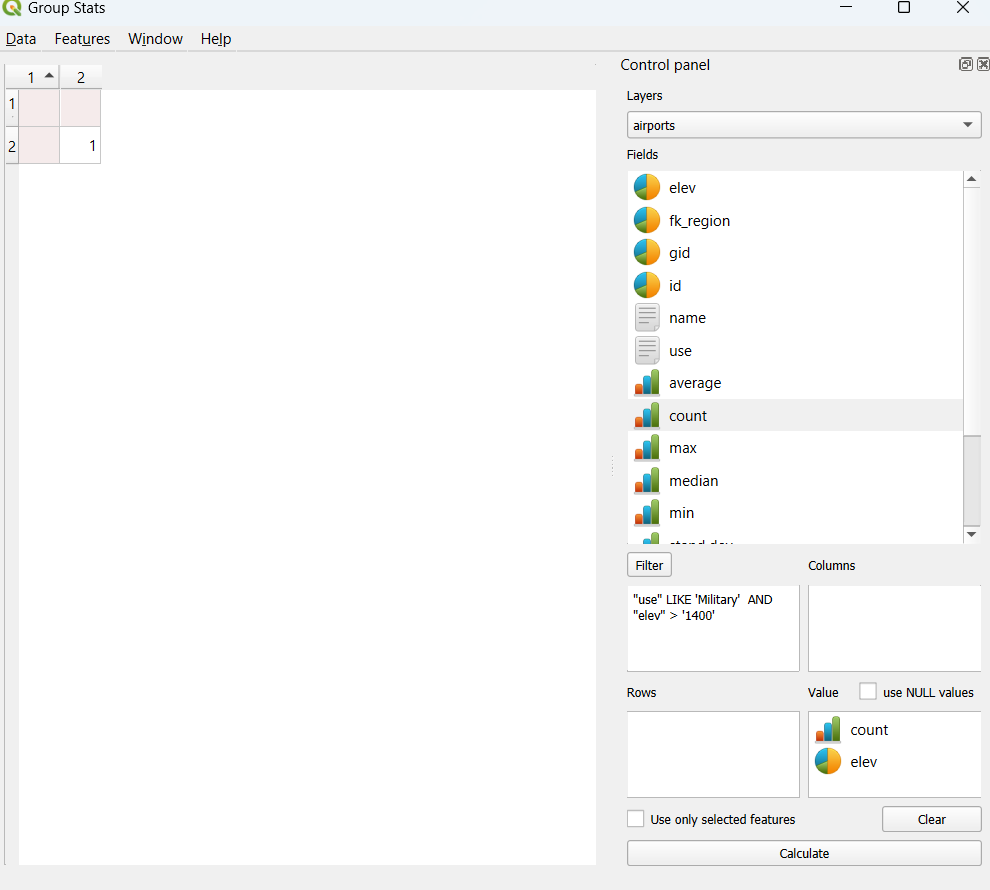 Group Stats
Data Features Window Help
1 2
1
2 1
Control panel
Layers
airports
Fields
elev
fk_region
gid
id
name
use
average
count
max
median
min
Filter
Columns
"use" LIKE 'Military' AND
"elev" > '1400'
Rows
Value use NULL values
count
elev
Use only selected features
Clear
Calculate